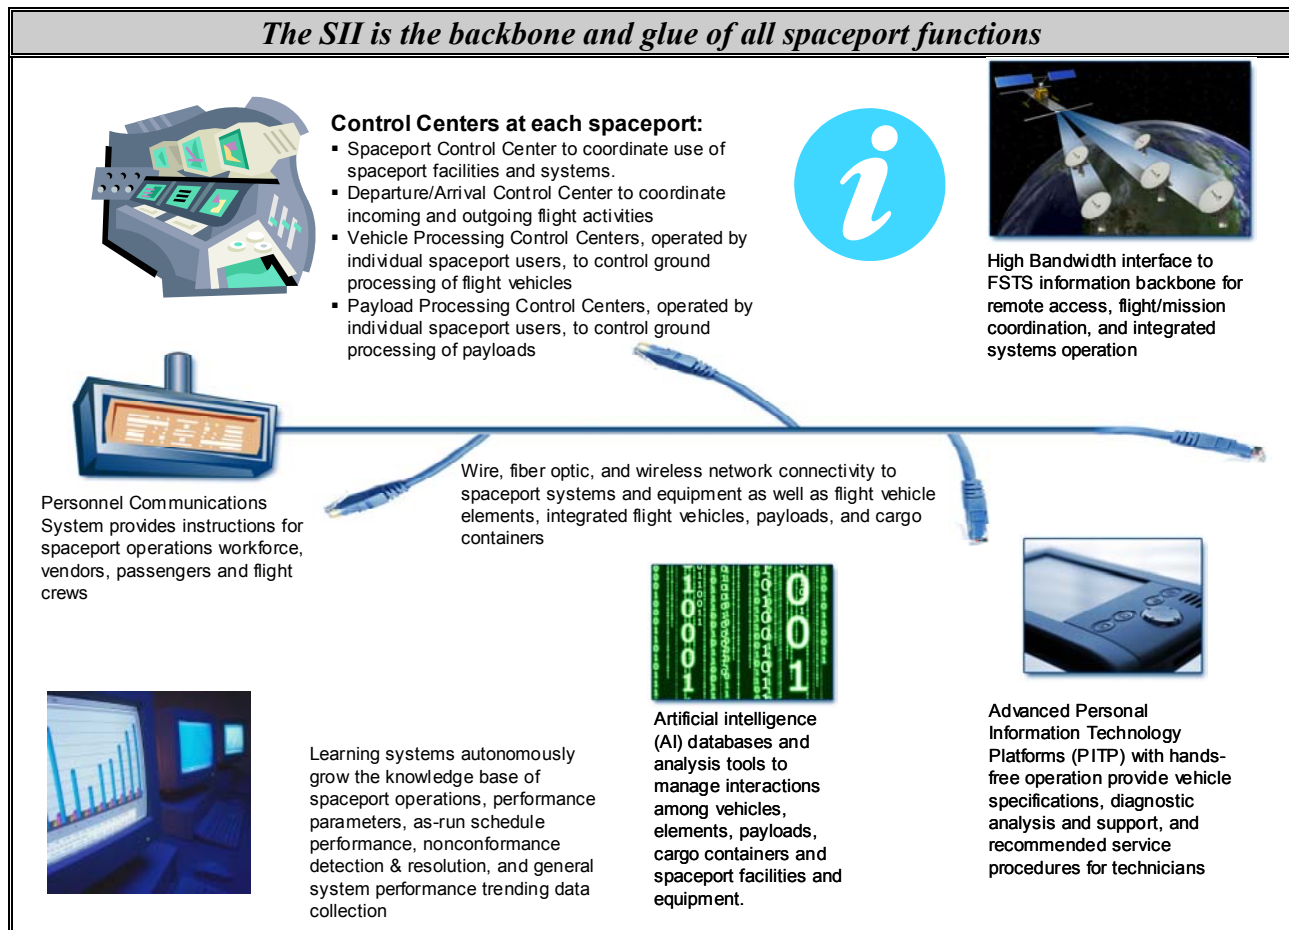 The SII is the backbone and glue of all spaceport functions
Control Centers at each spaceport:
▪ Spaceport Control Center to coordinate use of
spaceport facilities and systems.
▪ Departure/Arrival Control Center to coordinate
incoming and outgoing flight activities
▪ Vehicle Processing Control Centers, operated by
individual spaceport users, to control ground
processing of flight vehicles
▪ Payload Processing Control Centers, operated by
individual spaceport users, to control ground
processing of payloads
i
High Bandwidth interface to
FSTS information backbone for
remote access, flight/mission
coordination, and integrated
systems operation
Personnel Communications
System provides instructions for
spaceport operations workforce,
vendors, passengers and flight
crews
Wire, fiber optic, and wireless network connectivity to
spaceport systems and equipment as well as flight vehicle
elements, integrated flight vehicles, payloads, and cargo
containers
Learning systems autonomously
grow the knowledge base of
spaceport operations, performance
parameters, as-run schedule
performance, nonconformance
detection & resolution, and general
system performance trending data
collection
10001
001
Artificial intelligence
(AI) databases and
analysis tools to
manage interactions
among vehicles,
elements, payloads,
cargo containers and
spaceport facilities and
equipment.
Advanced Personal
Information Technology
Platforms (PITP) with hands-
free operation provide vehicle
specifications, diagnostic
analysis and support, and
recommended service
procedures for technicians